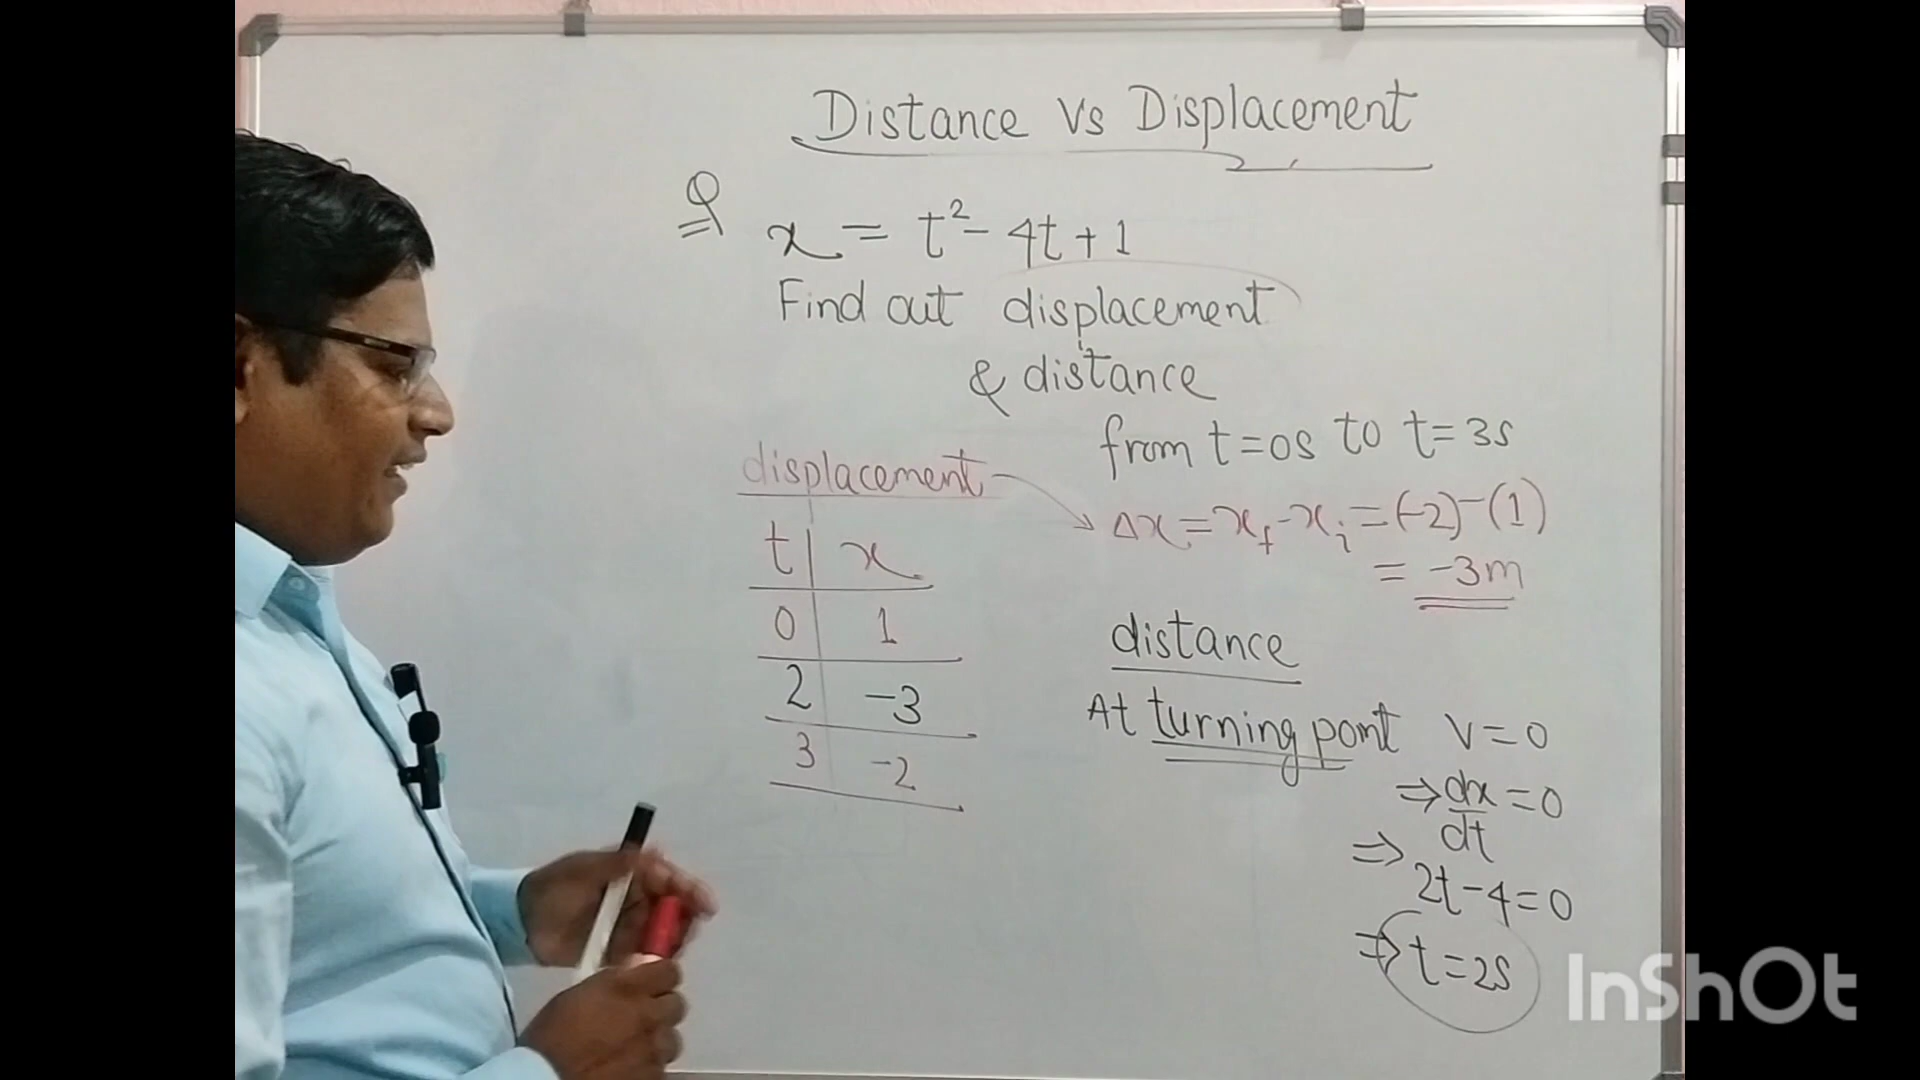 Distance Vs Displacement
Q x = t² - 4t + 1
Find out displacement
& distance
from t=0s to t=3s
displacement
Δx = xf - xi = (-2) - (1)
= -3m
t | x
0 | 1
2 | -3
3 | -2
distance
At turning point v=0
⇒ dx/dt = 0
⇒ 2t-4=0
⇒ t=2s
InShOt